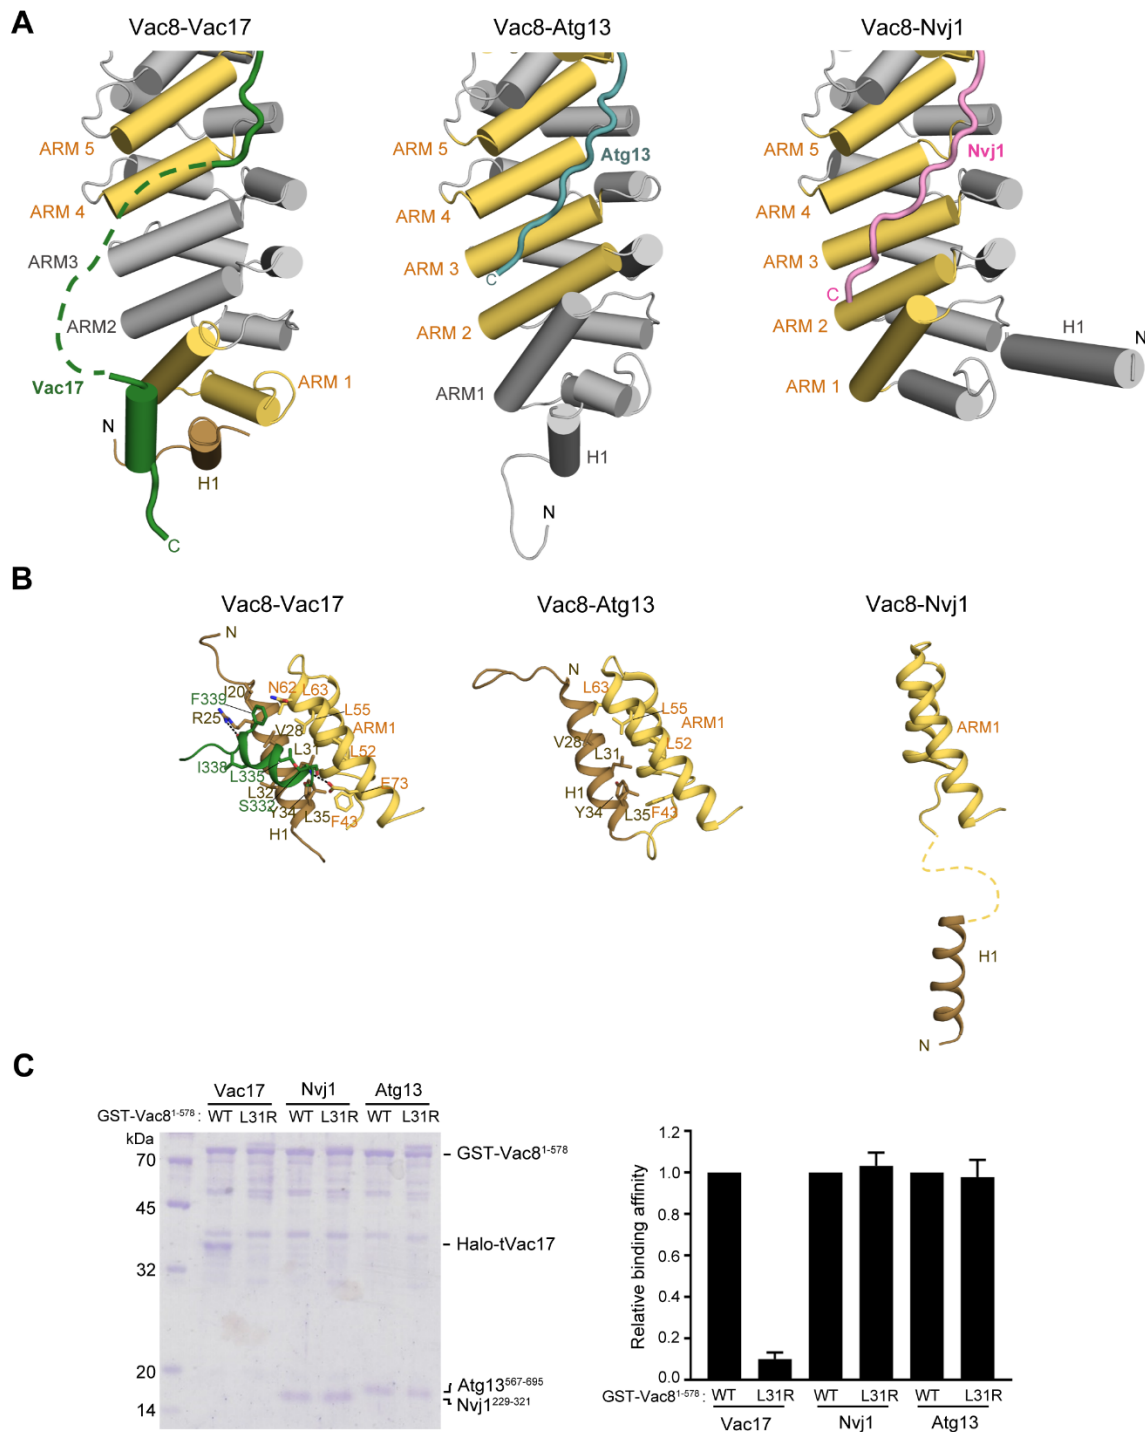 A
Vac8-Vac17
Vac8-Atg13
Vac8-Nvj1
ARM 5
ARM 4
ARM3
ARM2
Vac17
ARM 1
N
H1
C
ARM 5
Atg13
ARM 4
ARM 3
C
ARM 2
ARM1
H1
N
ARM 5
Nvj1
ARM 4
ARM 3
C
ARM 2
H1
N
ARM 1
B
Vac8-Vac17
Vac8-Atg13
Vac8-Nvj1
N
I20
N62
L63
F339
R25
L55
V28
ARM1
L31
L52
I338
L335
L32
E73
S332
Y34
L35
F43
H1
N
L63
L55
ARM1
V28
L31
L52
H1
Y34
L35
F43
ARM1
H1
N
C
Vac17 Nvj1 Atg13
GST-Vac8¹⁻⁵⁷⁸ : WT L31R WT L31R WT L31R
kDa
70
45
32
20
14
GST-Vac8¹⁻⁵⁷⁸
Halo-tVac17
Atg13⁵⁶⁷⁻⁶⁹⁵
Nvj1²²⁹⁻³²¹
Relative binding affinity
1.2
1.0
0.8
0.6
0.4
0.2
0.0
GST-Vac8¹⁻⁵⁷⁸ : WT L31R WT L31R WT L31R
Vac17 Nvj1 Atg13